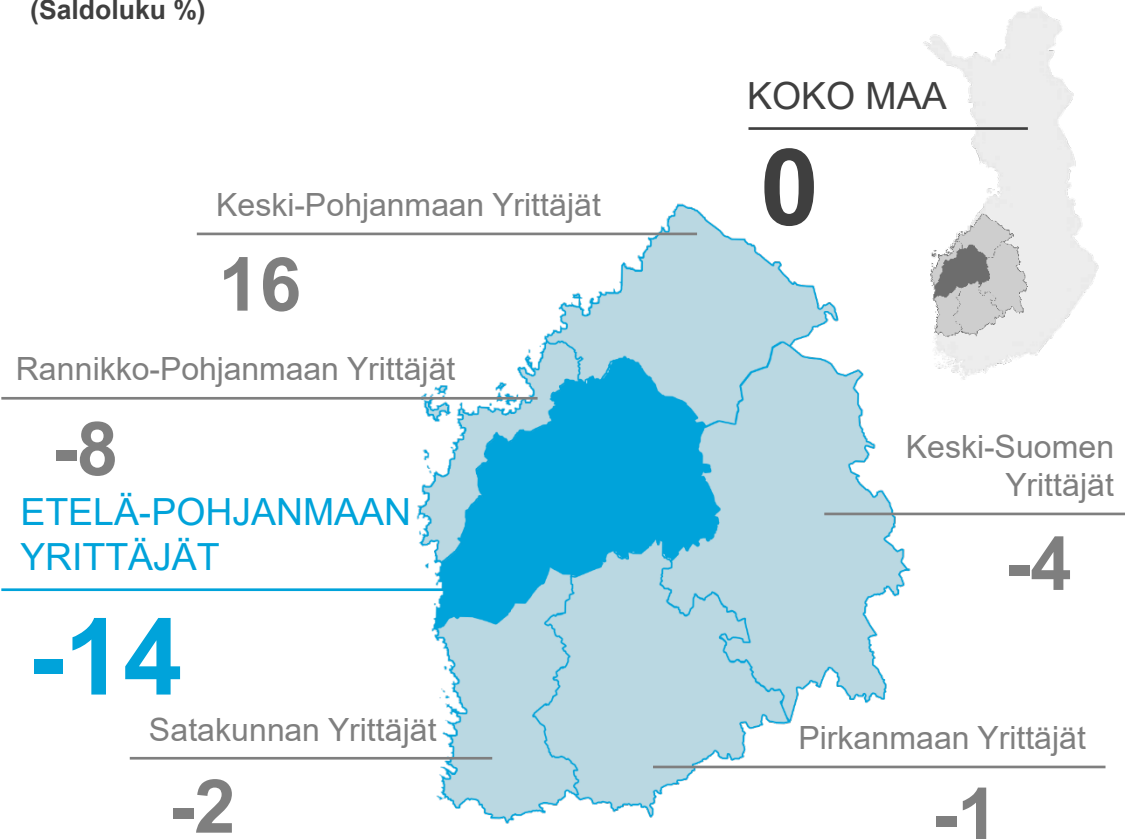 (Saldoluku %)
KOKO MAA
0
Keski-Pohjanmaan Yrittäjät
16
Rannikko-Pohjanmaan Yrittäjät
-8
Keski-Suomen
Yrittäjät
-4
ETELÄ-POHJANMAAN
YRITTÄJÄT
-14
Satakunnan Yrittäjät
-2
Pirkanmaan Yrittäjät
-1